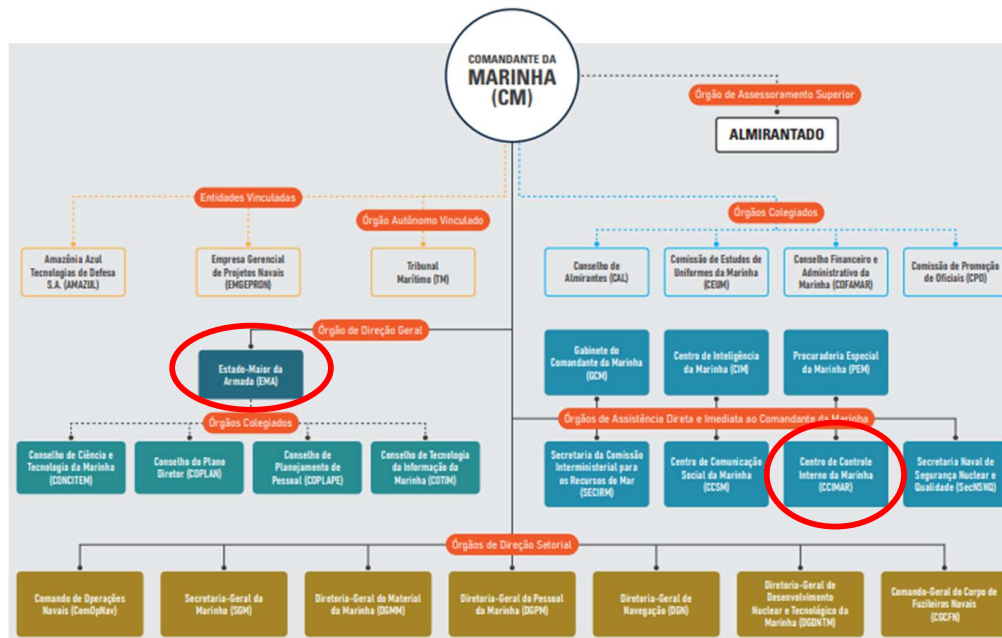 COMANDANTE DA
MARINHA
(CM)
Órgão de Assessoramento Superior
ALMIRANTADO
Entidades Vinculadas
Órgão Autônomo Vinculado
Órgãos Colegiados
Amazônia Azul
Tecnologias de Defesa
S.A. (AMAZUL)
Empresa Gerencial
de Projetos Navais
(EMGEPRON)
Tribunal
Marítimo (TM)
Conselho de
Almirantes (CAL)
Comissão de Estudos de
Uniformes da Marinha
(CEUM)
Conselho Financeiro e
Administrativo da
Marinha (COFAMAR)
Comissão de Promoção
de Oficiais (CPO)
Órgão de Direção Geral
Estado-Maior da
Armada (EMA)
Gabinete do
Comandante da Marinha
(GCM)
Centro de Inteligência
da Marinha (CIM)
Procuradoria Especial
da Marinha (PEM)
Órgãos Colegiados
Órgãos de Assistência Direta e Imediata ao Comandante da Marinha
Conselho de Ciência e
Tecnologia da Marinha
(CONCITEM)
Conselho do Plano
Diretor (COPLAN)
Conselho de
Planejamento de
Pessoal (COPLAPE)
Conselho de Tecnologia
da Informação da
Marinha (COTIM)
Secretaria da Comissão
Interministerial para
os Recursos do Mar
(SECIRM)
Centro de Comunicação
Social da Marinha
(CCSM)
Centro de Controle
Interno da Marinha
(CCIMAR)
Secretaria Naval de
Segurança Nuclear e
Qualidade (SecNSNQ)
Órgãos de Direção Setorial
Comando de Operações
Navais (ComOpNav)
Secretaria-Geral da
Marinha (SGM)
Diretoria-Geral do Material
da Marinha (DGMM)
Diretoria-Geral do Pessoal
da Marinha (DGPM)
Diretoria-Geral de
Navegação (DGN)
Diretoria-Geral de
Desenvolvimento
Nuclear e Tecnológico da
Marinha (DGDNTM)
Comando-Geral do Corpo de
Fuzileiros Navais
(CGCFN)